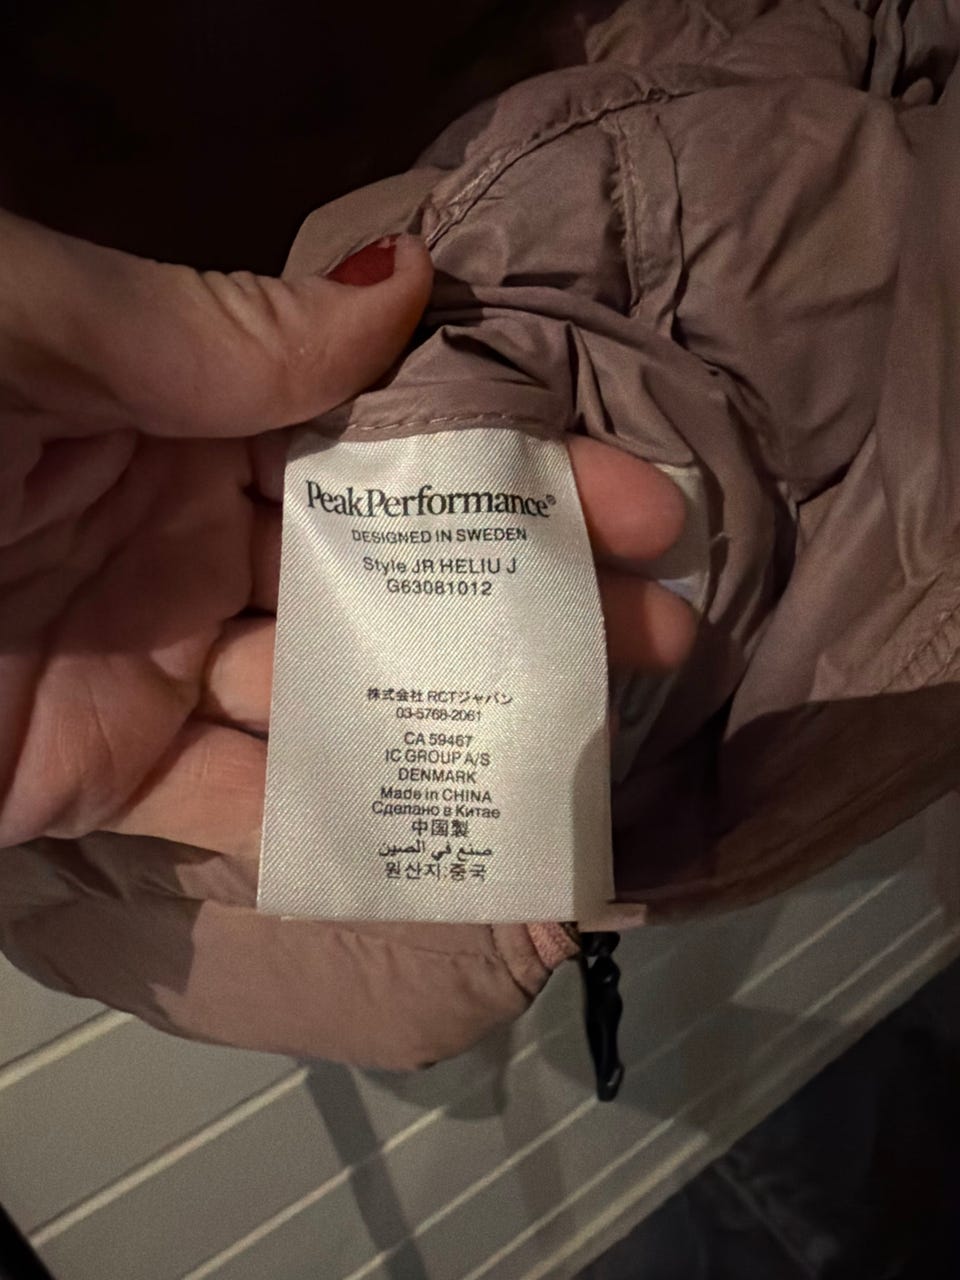 PeakPerformance®
DESIGNED IN SWEDEN
Style JR HELIU J
G63081012
株式会社 RCTジャパン
03-5768-2061
CA 59467
IC GROUP A/S
DENMARK
Made in CHINA
Сделано в Китае
中国製
صنع في الصين
원산지:중국